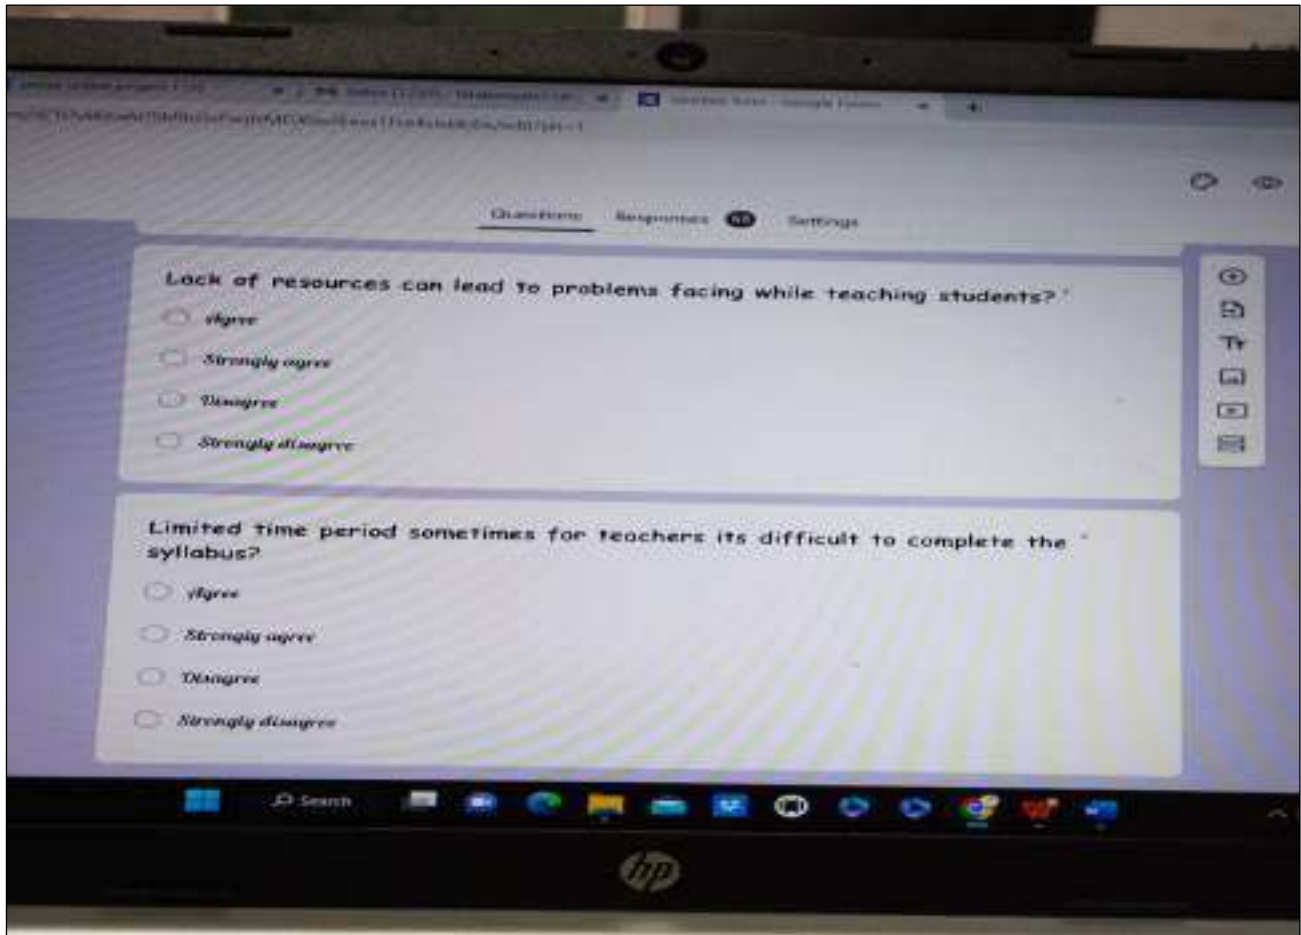 Questions Responses Settings
Lack of resources can lead to problems facing while teaching students? *
Agree
Strongly agree
Disagree
Strongly disagree
Limited time period sometimes for teachers its difficult to complete the *
syllabus?
Agree
Strongly agree
Disagree
Strongly disagree
Search
hp